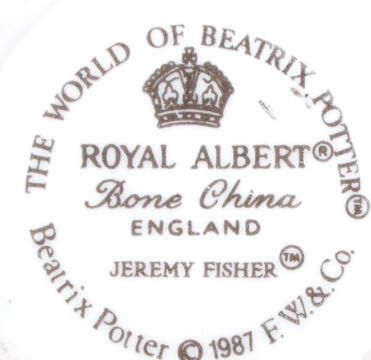 THE WORLD OF BEATRIX POTTER™
ROYAL ALBERT®
Bone China
ENGLAND
JEREMY FISHER™
Beatrix Potter © 1987 F.W.& Co.